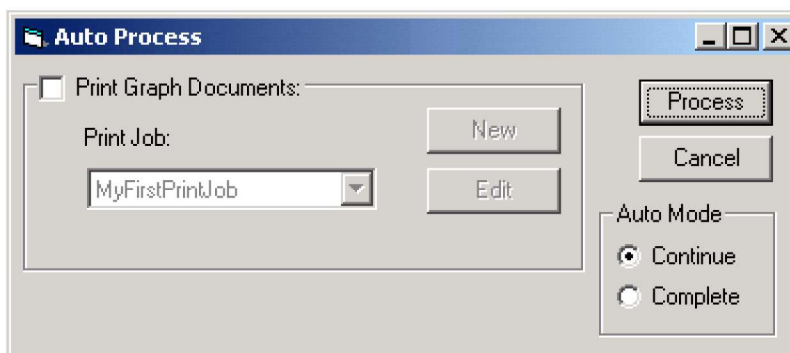 Auto Process
Print Graph Documents:
Print Job:
MyFirstPrintJob
New
Edit
Process
Cancel
Auto Mode
Continue
Complete